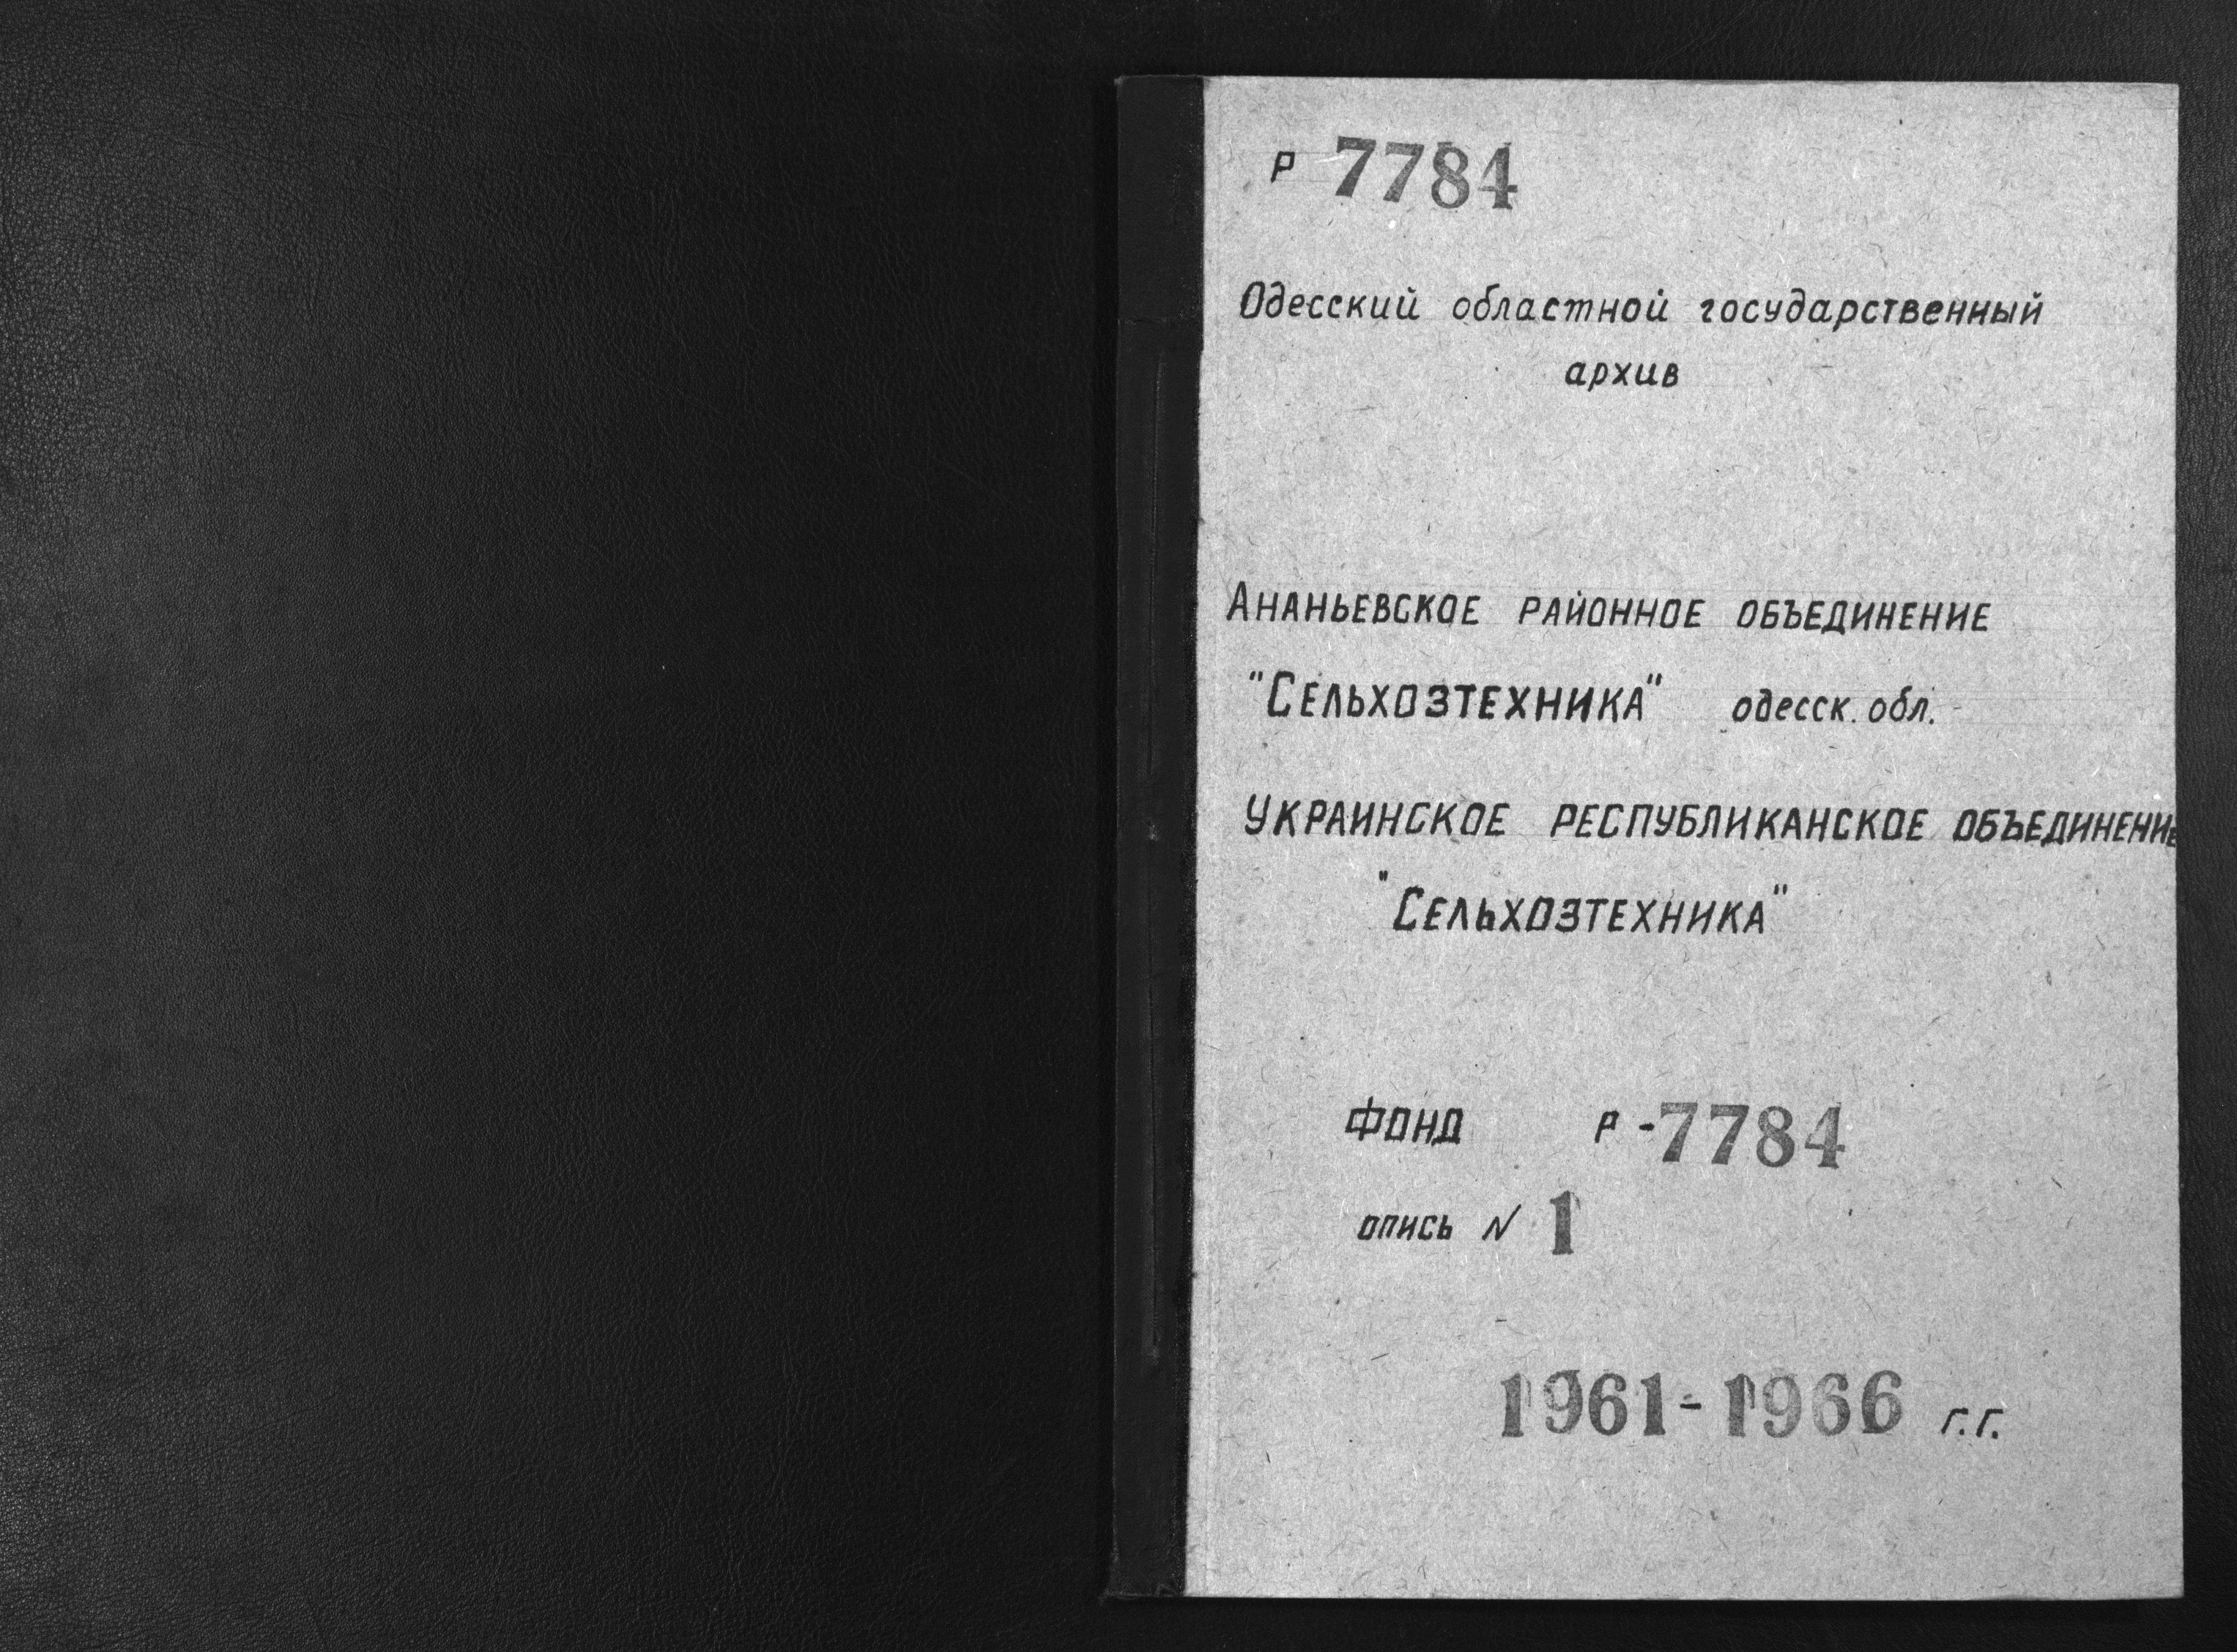 Р 7784
Одесский областной государственный
архив
АНАНЬЕВСКОЕ РАЙОННОЕ ОБЪЕДИНЕНИЕ
"СЕЛЬХОЗТЕХНИКА" одесск. обл.
УКРАИНСКОЕ РЕСПУБЛИКАНСКОЕ ОБЪЕДИНЕНИЕ
"СЕЛЬХОЗТЕХНИКА"
ФОНД Р-7784
опись N 1
1961-1966 г.г.